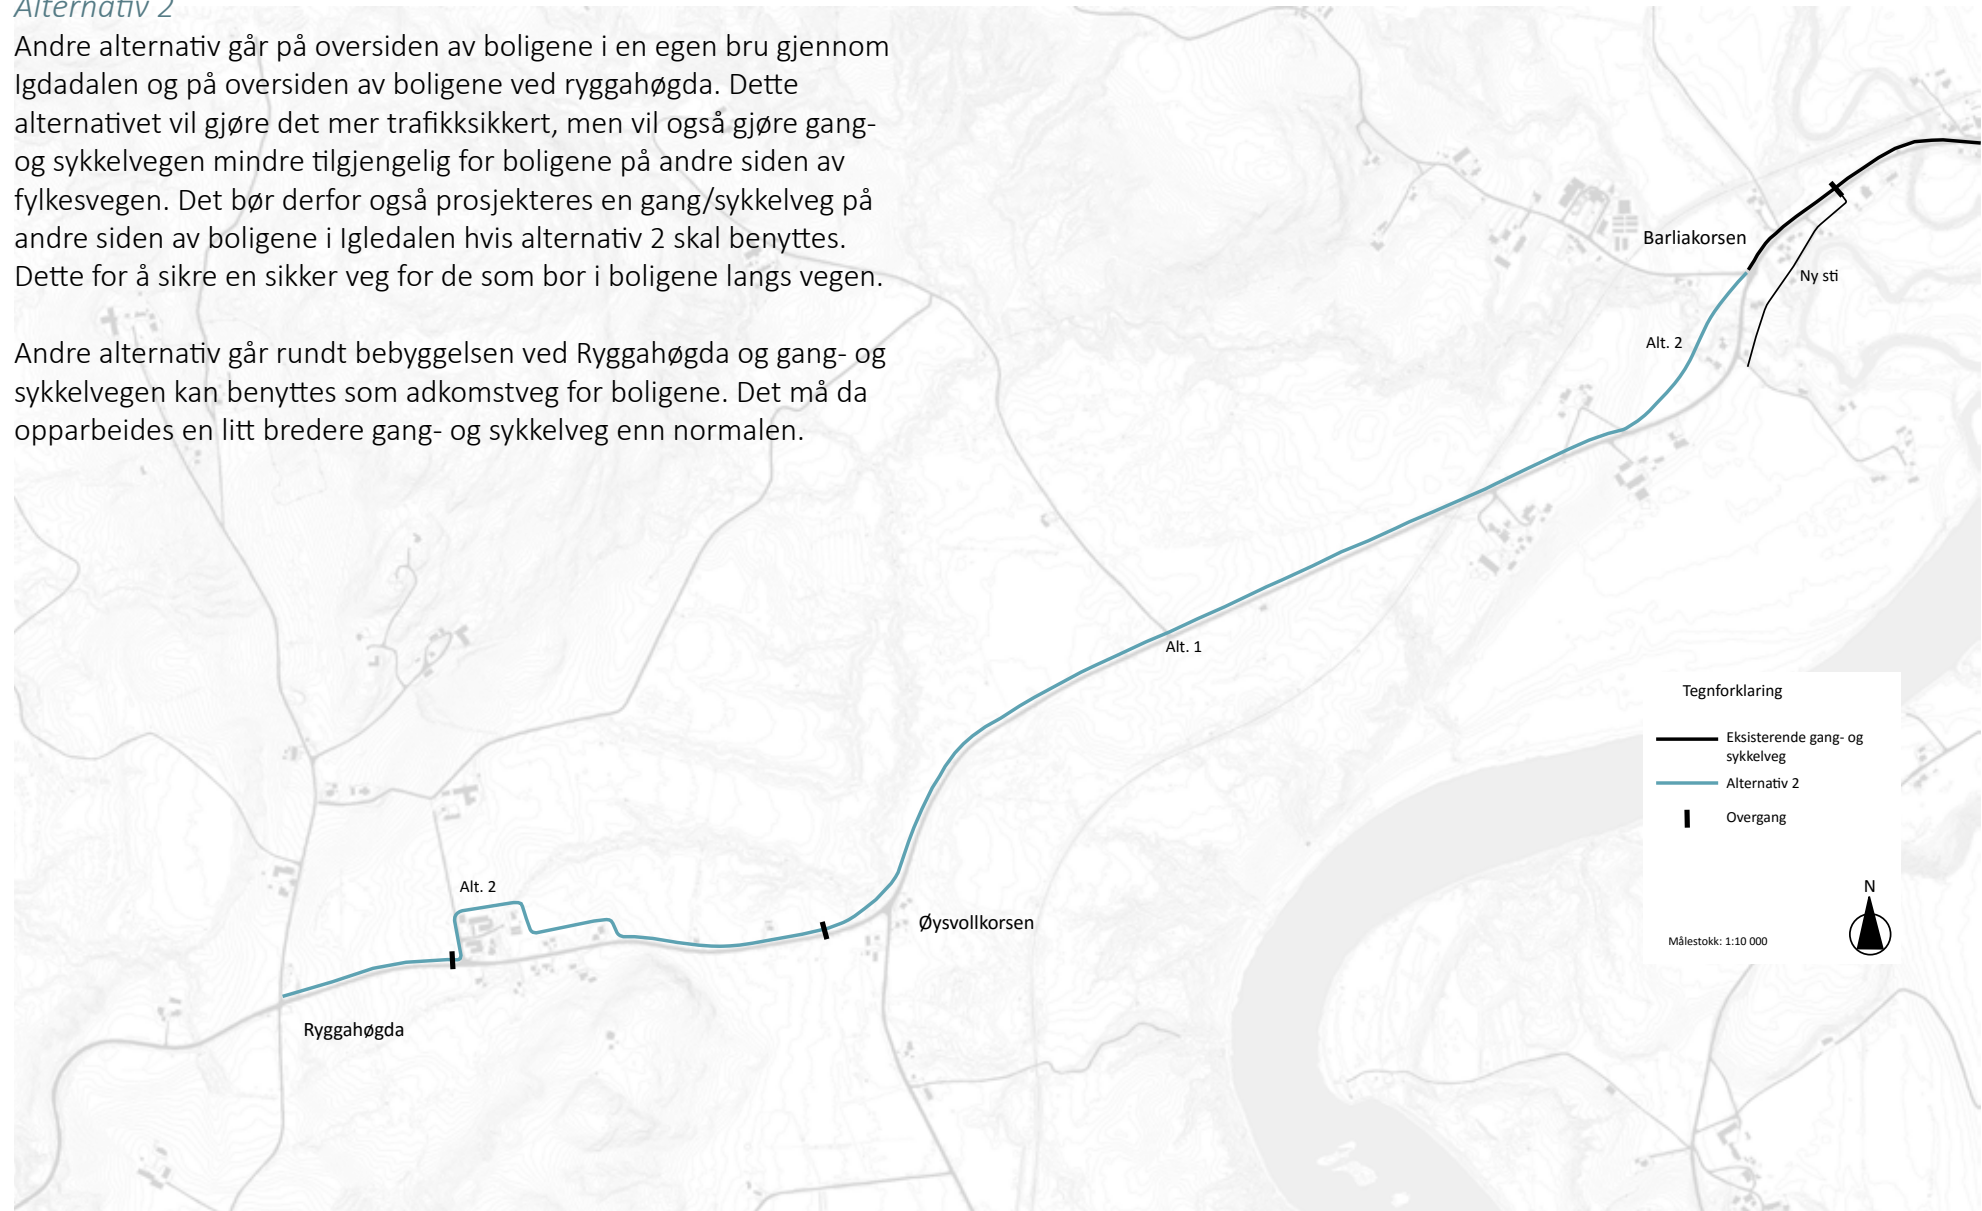 Alternativ 2
Andre alternativ går på oversiden av boligene i en egen bru gjennom
Igdadalen og på oversiden av boligene ved ryggahøgda. Dette
alternativet vil gjøre det mer trafikksikkert, men vil også gjøre gang-
og sykkelvegen mindre tilgjengelig for boligene på andre siden av
fylkesvegen. Det bør derfor også prosjekteres en gang/sykkelveg på
andre siden av boligene i Igledalen hvis alternativ 2 skal benyttes.
Dette for å sikre en sikker veg for de som bor i boligene langs vegen.
Andre alternativ går rundt bebyggelsen ved Ryggahøgda og gang- og
sykkelvegen kan benyttes som adkomstveg for boligene. Det må da
opparbeides en litt bredere gang- og sykkelveg enn normalen.
Barliakorsen
Ny sti
Alt. 2
Alt. 1
Alt. 2
Øysvollkorsen
Ryggahøgda
Tegnforklaring
Eksisterende gang- og
sykkelveg
Alternativ 2
Overgang
N
Målestokk: 1:10 000